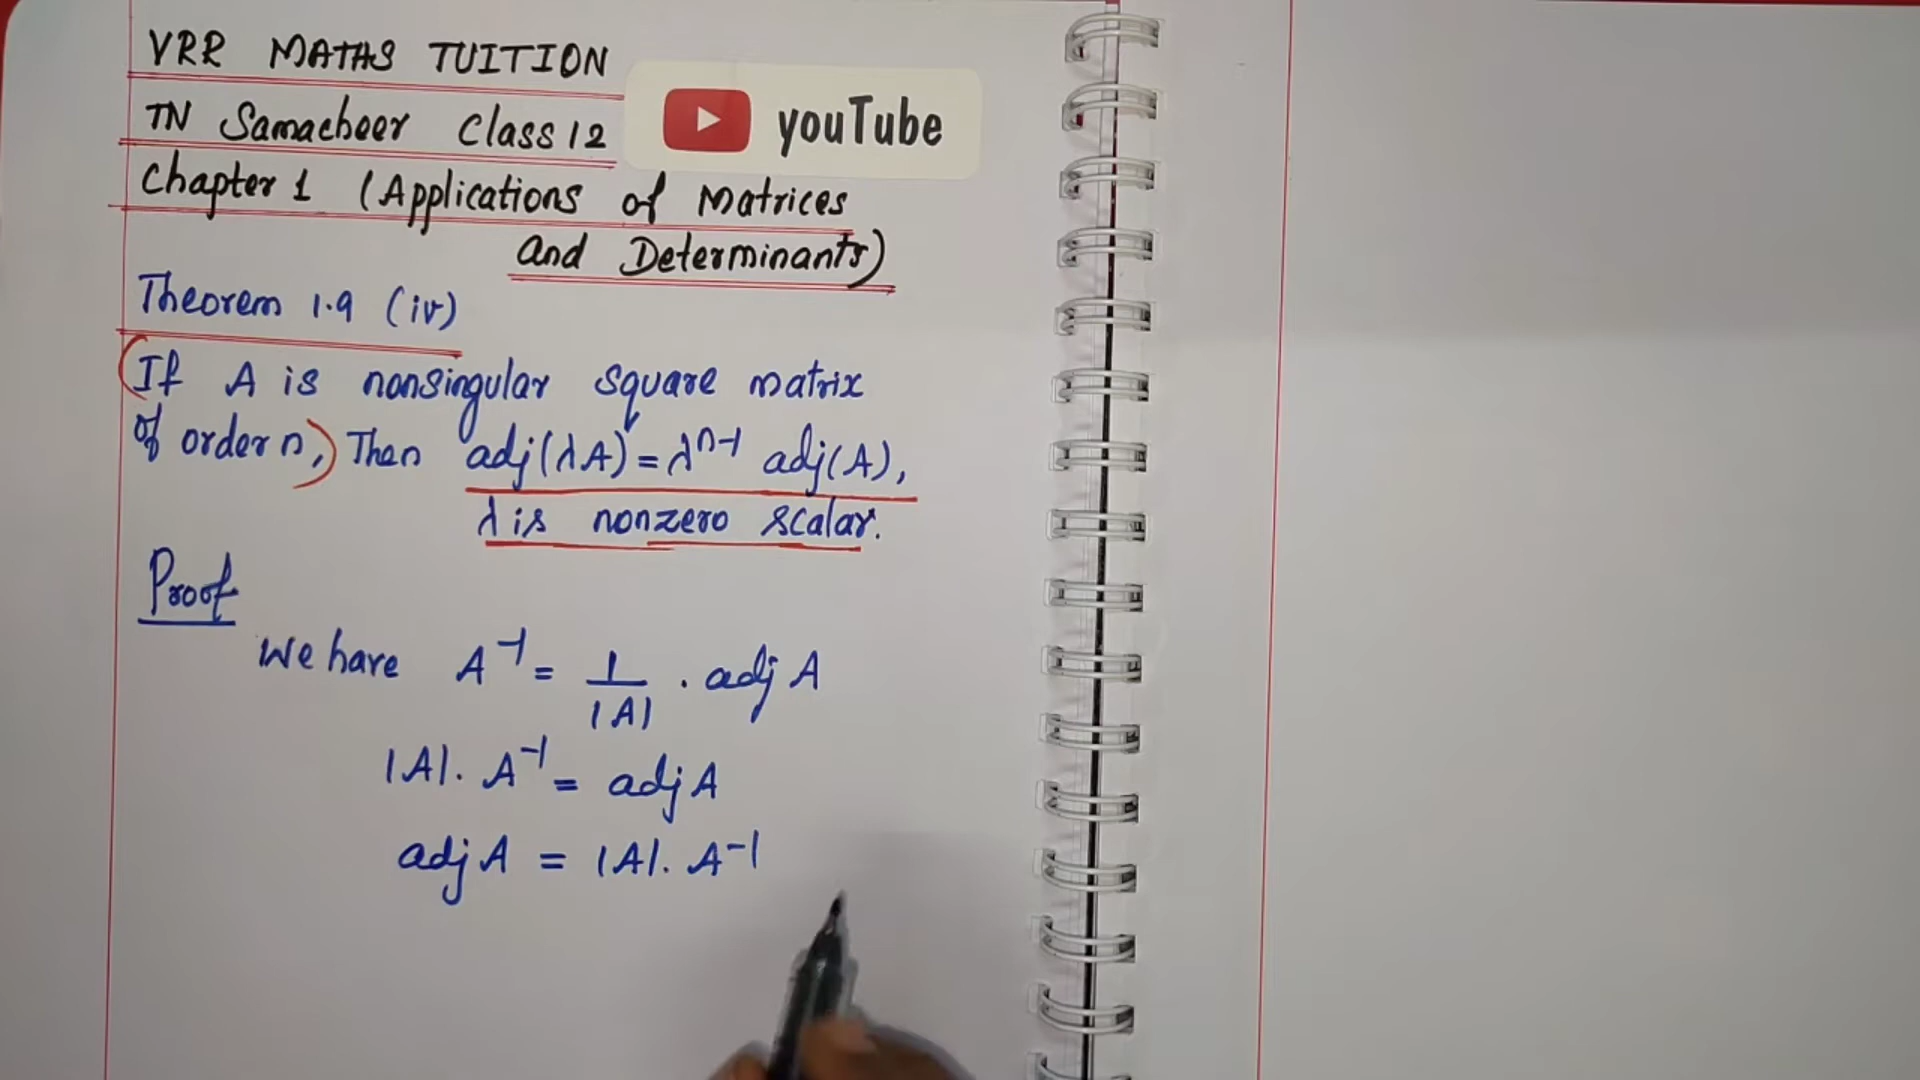 VRR MATHS TUITION
TN Samacheer Class 12
youTube
Chapter 1 (Applications of Matrices
and Determinants)
Theorem 1.9 (iv)
If A is nonsingular square matrix
of order n, Then adj(λA) = λⁿ⁻¹ adj(A),
λ is nonzero scalar.
Proof
We have A⁻¹ = 1/|A| . adj A
|A| . A⁻¹ = adj A
adj A = |A| . A⁻¹